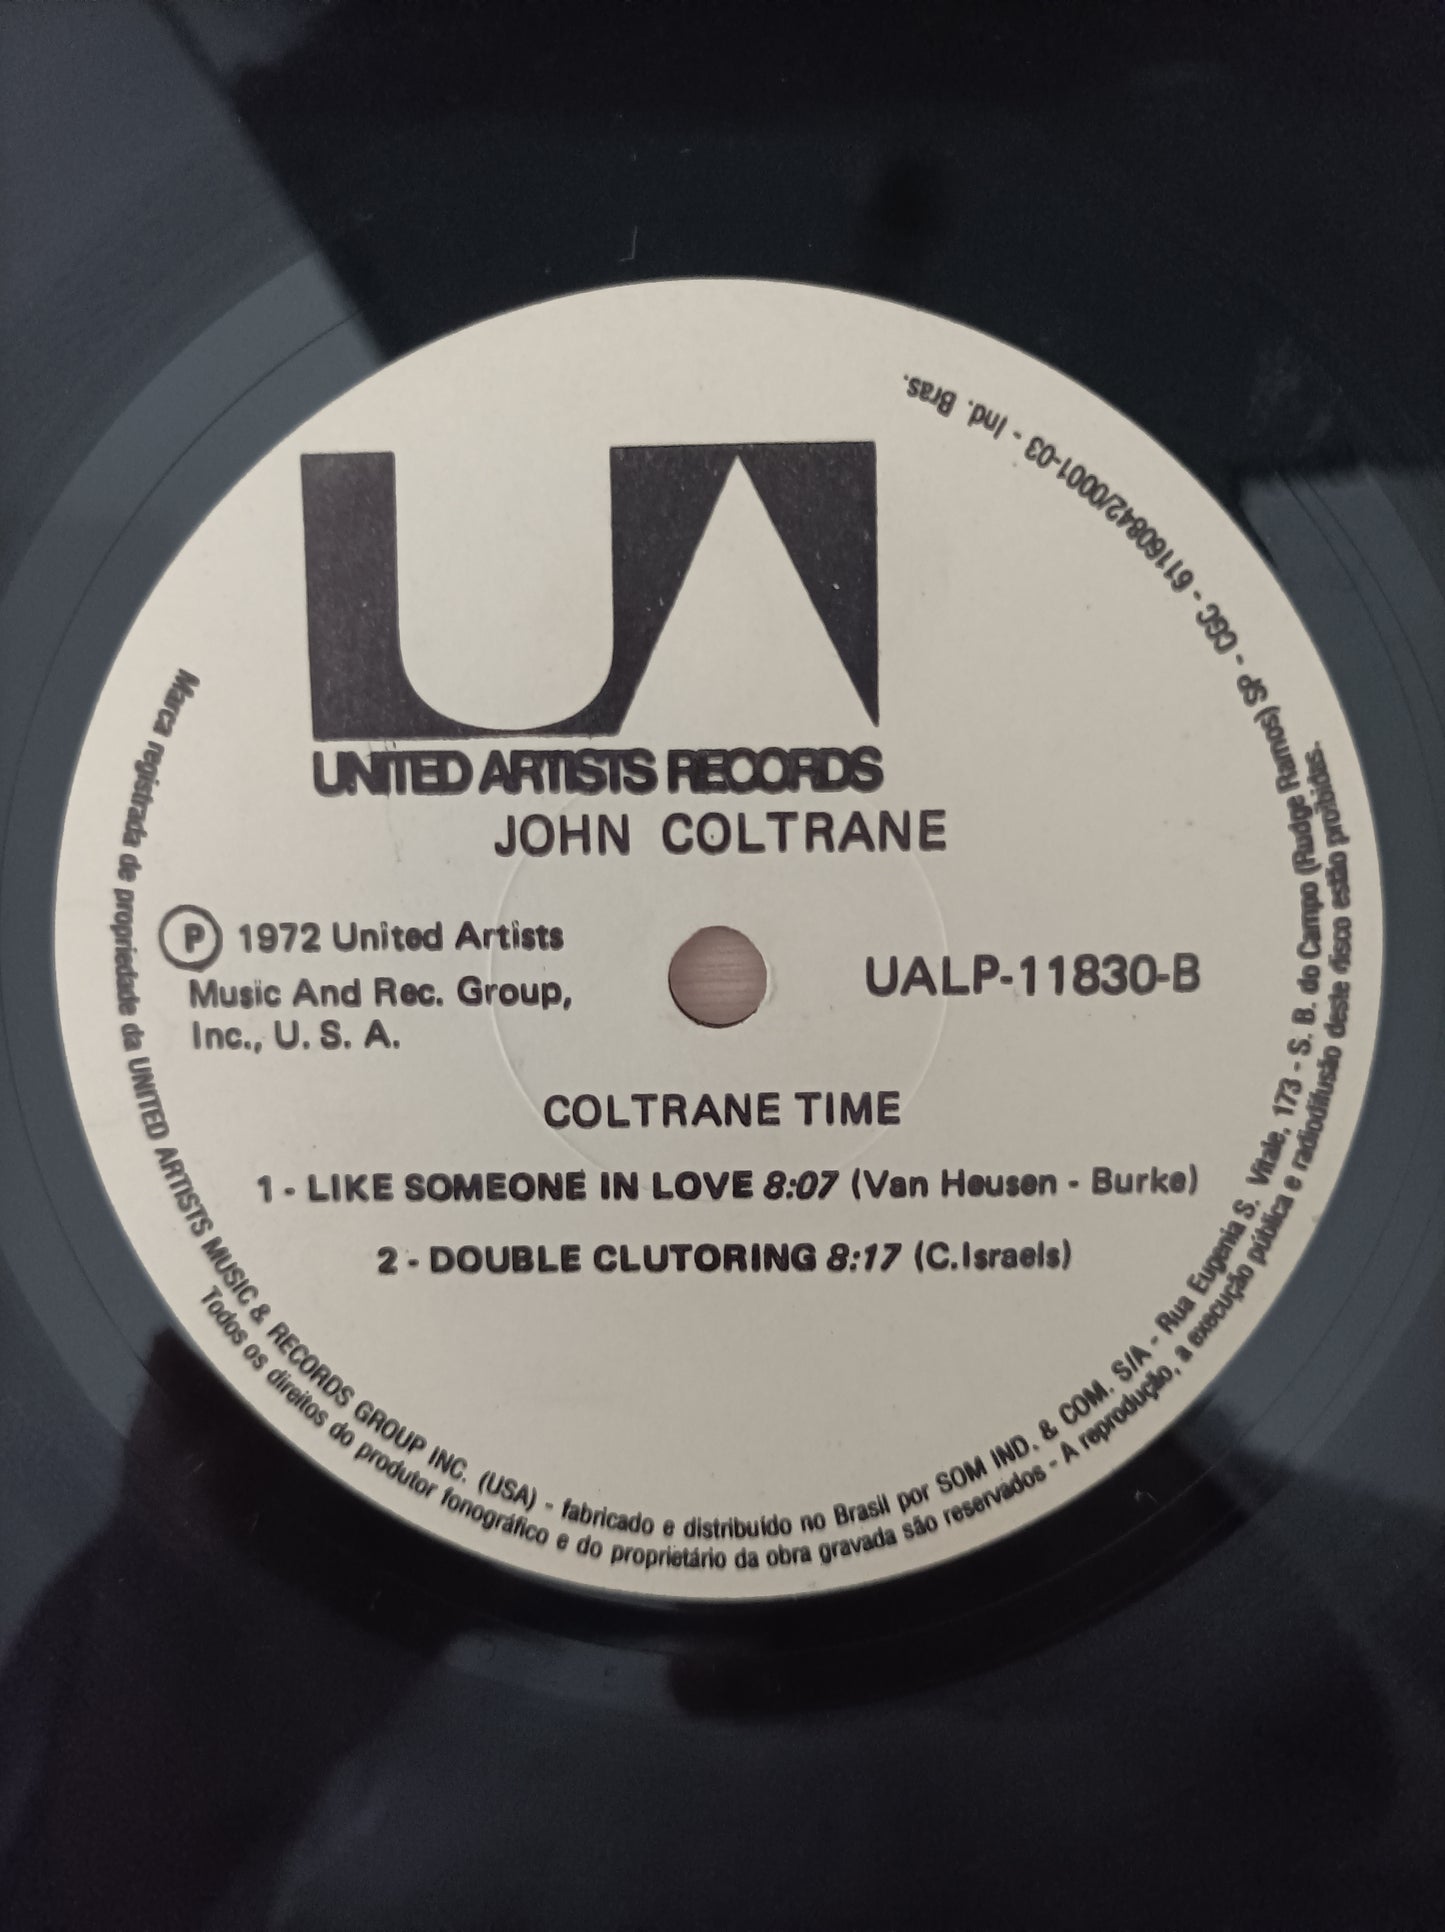 UA
UNITED ARTISTS RECORDS
JOHN COLTRANE
Ⓟ 1972 United Artists
Music And Rec. Group,
Inc., U. S. A.
UALP-11830-B
COLTRANE TIME
1 - LIKE SOMEONE IN LOVE 8:07 (Van Heusen - Burke)
2 - DOUBLE CLUTORING 8:17 (C.Israels)
Marca registrada de propriedade da UNITED ARTISTS MUSIC & RECORDS GROUP INC. (USA) - fabricado e distribuído no Brasil por SOM IND. & COM. S/A - Rua Eugenia S. Vitale, 173 - S. B. do Campo (Rudge Ramos) SP - CGC - 61160842/0001-03 - Ind. Bras.
Todos os direitos do produtor fonográfico e do proprietário da obra gravada são reservados - A reprodução, a execução pública e radiodifusão deste disco estão proibidas.